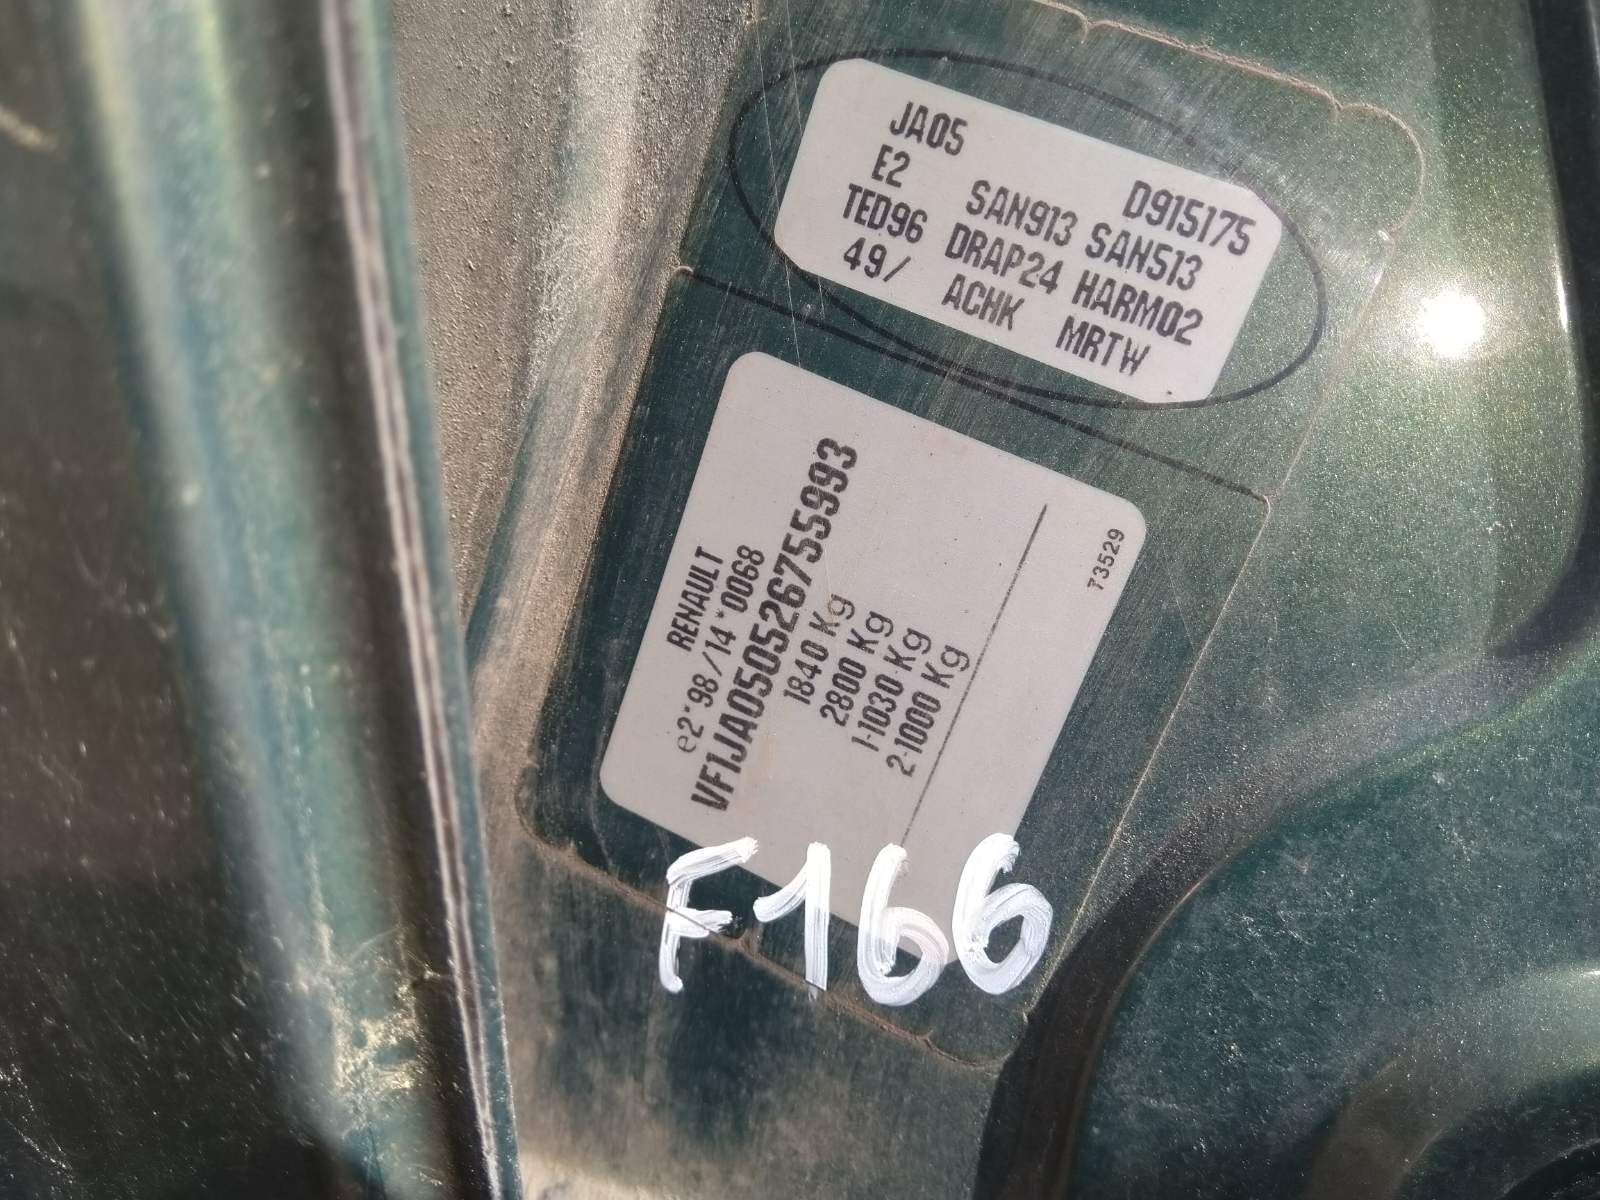 JA05
D915175
E2 SAN913 SAN513
TED96 DRAP24 HARM02
49/ ACHK MRTW
RENAULT
e2*98/14*0068
VF1JA050526755993
1840 Kg
2800 Kg
1-1030 Kg
2-1000 Kg
73529
F166